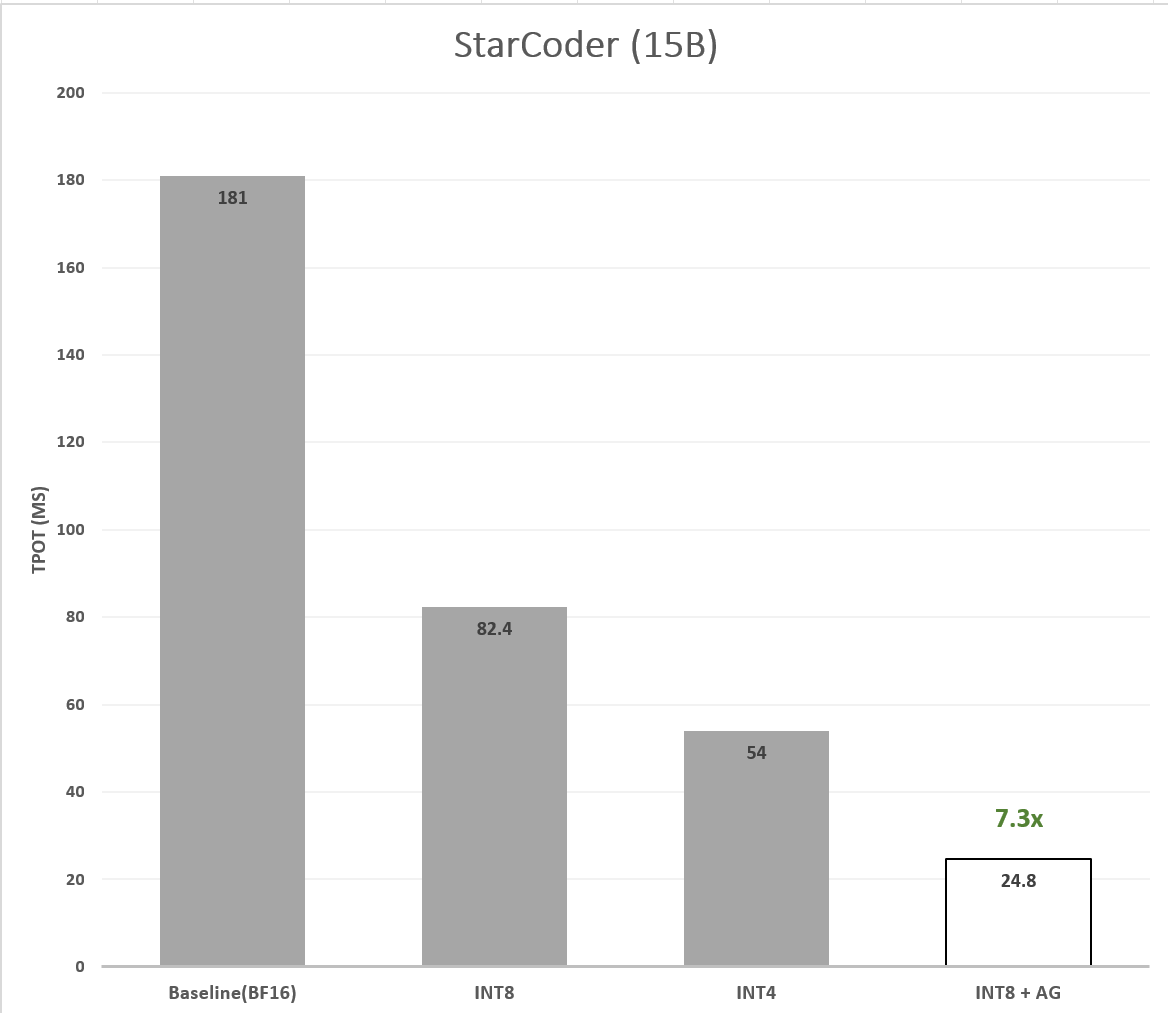 StarCoder (15B)
200
180
160
140
120
100
80
60
40
20
0
TPOT (MS)
181
82.4
54
7.3x
24.8
Baseline(BF16)
INT8
INT4
INT8 + AG